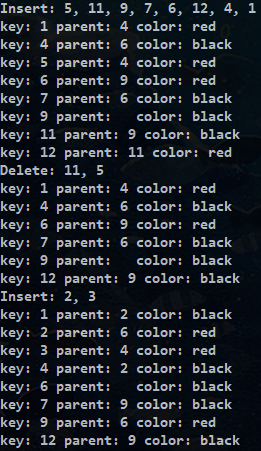 Insert: 5, 11, 9, 7, 6, 12, 4, 1
key: 1 parent: 4 color: red
key: 4 parent: 6 color: black
key: 5 parent: 4 color: red
key: 6 parent: 9 color: red
key: 7 parent: 6 color: black
key: 9 parent:   color: black
key: 11 parent: 9 color: black
key: 12 parent: 11 color: red
Delete: 11, 5
key: 1 parent: 4 color: red
key: 4 parent: 6 color: black
key: 6 parent: 9 color: red
key: 7 parent: 6 color: black
key: 9 parent:   color: black
key: 12 parent: 9 color: black
Insert: 2, 3
key: 1 parent: 2 color: black
key: 2 parent: 6 color: red
key: 3 parent: 4 color: red
key: 4 parent: 2 color: black
key: 6 parent:   color: black
key: 7 parent: 9 color: black
key: 9 parent: 6 color: red
key: 12 parent: 9 color: black